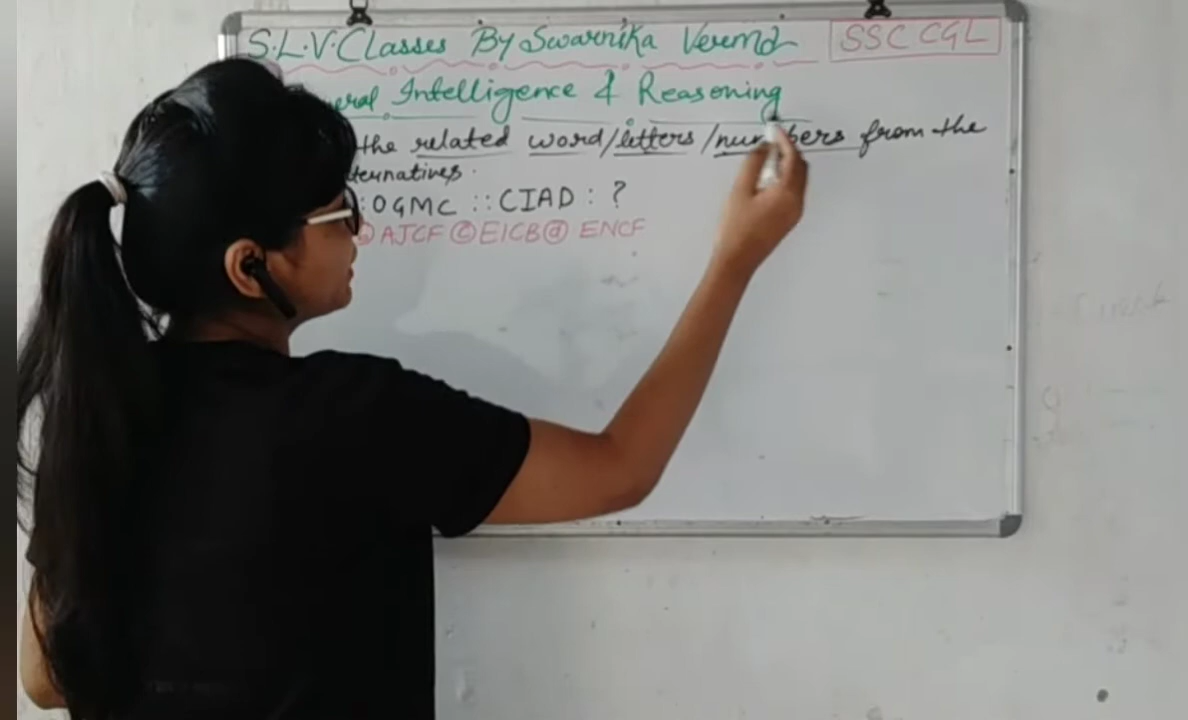 S.L.V. Classes By Swarnika Verma SSC CGL
Intelligence & Reasoning
the related word/letters/numbers from the
: OGMC :: CIAD : ?
AJCF ⓒ EICB ⓓ ENCF